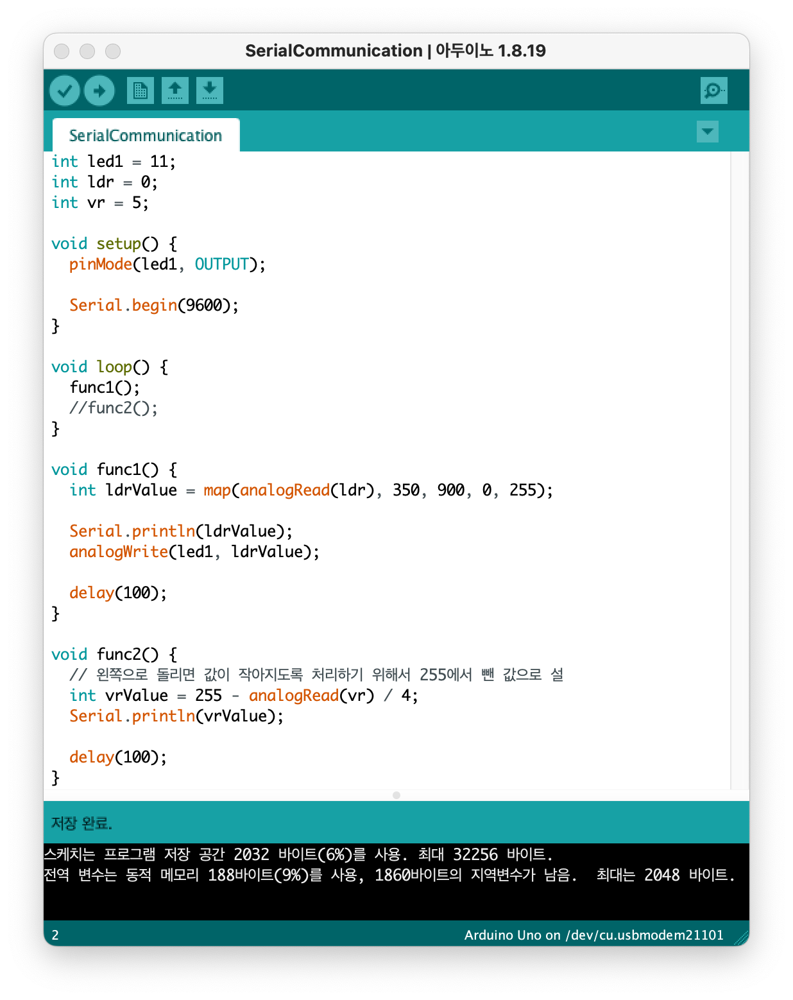 SerialCommunication | 아두이노 1.8.19
SerialCommunication
int led1 = 11;
int ldr = 0;
int vr = 5;

void setup() {
  pinMode(led1, OUTPUT);

  Serial.begin(9600);
}

void loop() {
  func1();
  //func2();
}

void func1() {
  int ldrValue = map(analogRead(ldr), 350, 900, 0, 255);

  Serial.println(ldrValue);
  analogWrite(led1, ldrValue);

  delay(100);
}

void func2() {
  // 왼쪽으로 돌리면 값이 작아지도록 처리하기 위해서 255에서 뺀 값으로 설
  int vrValue = 255 - analogRead(vr) / 4;
  Serial.println(vrValue);

  delay(100);
}
저장 완료.
스케치는 프로그램 저장 공간 2032 바이트(6%)를 사용. 최대 32256 바이트.
전역 변수는 동적 메모리 188바이트(9%)를 사용, 1860바이트의 지역변수가 남음.  최대는 2048 바이트.
2
Arduino Uno on /dev/cu.usbmodem21101